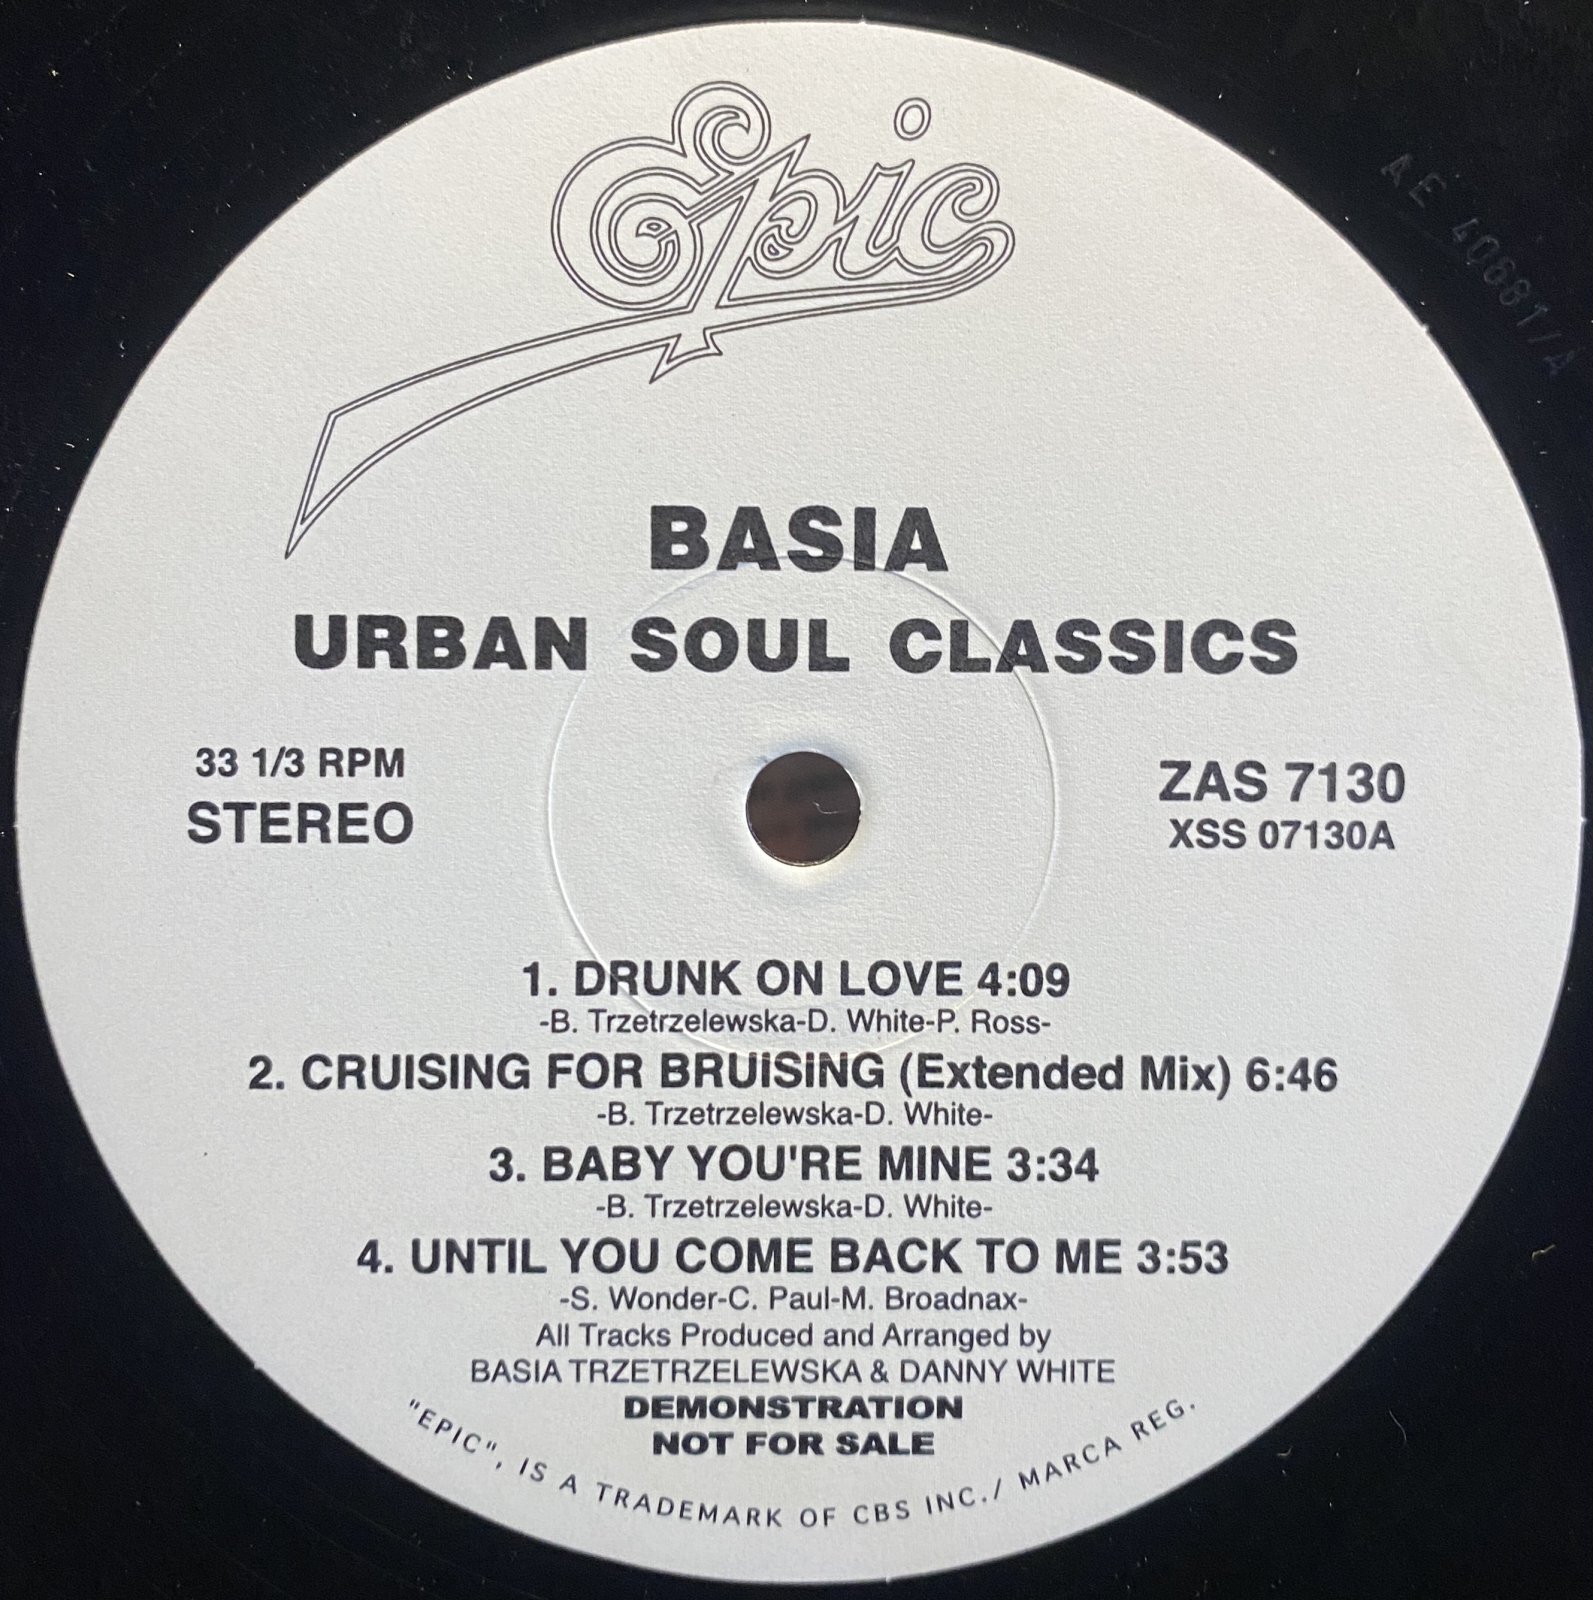 Epic
BASIA
URBAN SOUL CLASSICS
33 1/3 RPM
STEREO
ZAS 7130
XSS 07130A
1. DRUNK ON LOVE 4:09
-B. Trzetrzelewska-D. White-P. Ross-
2. CRUISING FOR BRUISING (Extended Mix) 6:46
-B. Trzetrzelewska-D. White-
3. BABY YOU'RE MINE 3:34
-B. Trzetrzelewska-D. White-
4. UNTIL YOU COME BACK TO ME 3:53
-S. Wonder-C. Paul-M. Broadnax-
All Tracks Produced and Arranged by
BASIA TRZETRZELEWSKA & DANNY WHITE
DEMONSTRATION
NOT FOR SALE
"EPIC", IS A TRADEMARK OF CBS INC./ MARCA REG.
AE